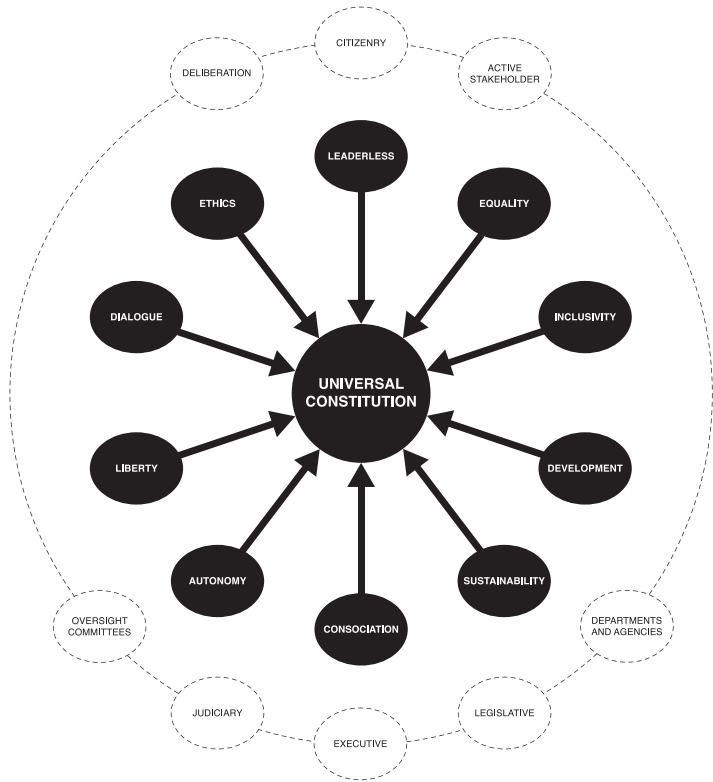 CITIZENRY
DELIBERATION
ACTIVE
STAKEHOLDER
LEADERLESS
ETHICS
EQUALITY
DIALOGUE
INCLUSIVITY
UNIVERSAL
CONSTITUTION
LIBERTY
DEVELOPMENT
AUTONOMY
SUSTAINABILITY
CONSOCIATION
OVERSIGHT
COMMITTEES
DEPARTMENTS
AND AGENCIES
JUDICIARY
LEGISLATIVE
EXECUTIVE